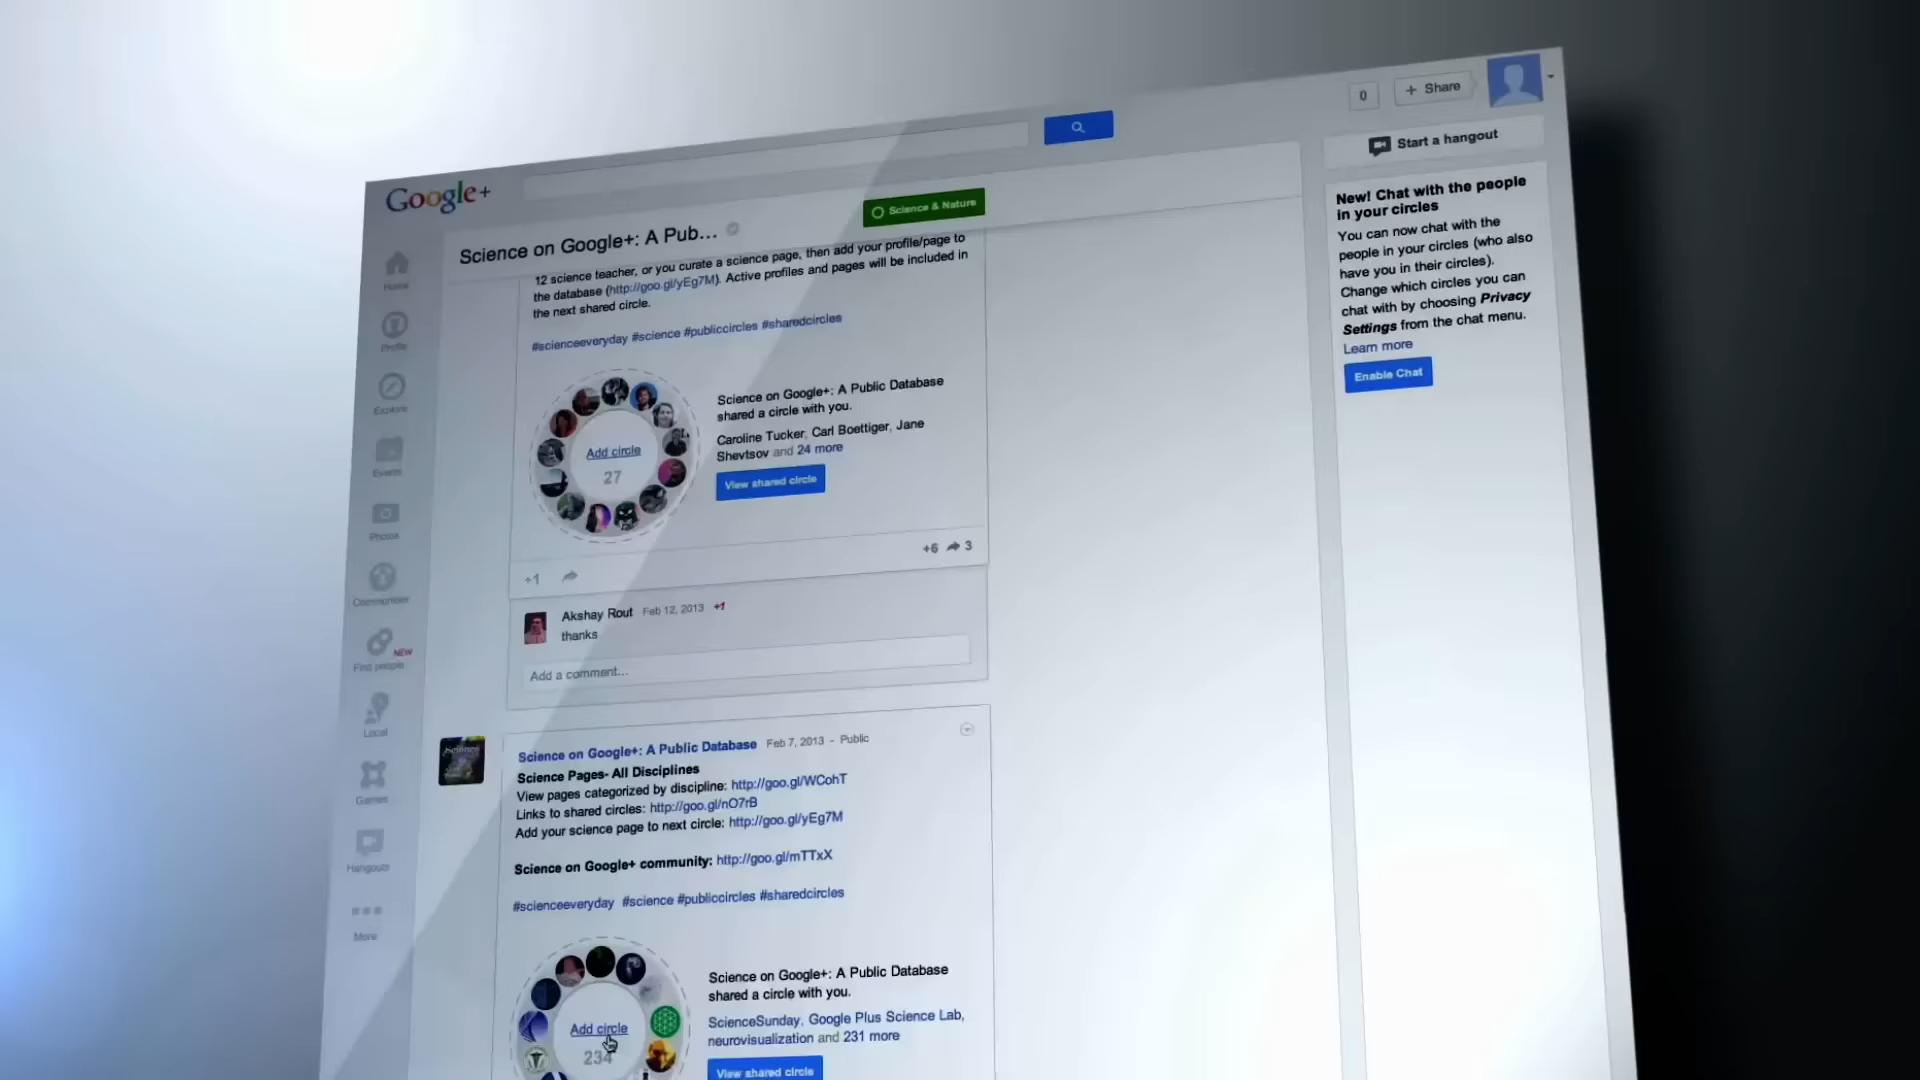 Google+
0
+ Share
Start a hangout
Science on Google+: A Pub...
Science & Nature
Home
Profile
Explore
Events
Photos
Communities
Find people
NEW
Local
Games
Hangouts
More
12 science teacher, or you curate a science page, then add your profile/page to
the database (http://goo.gl/yEg7M). Active profiles and pages will be included in
the next shared circle.
#scienceeveryday #science #publiccircles #sharedcircles
Add circle
27
Science on Google+: A Public Database
shared a circle with you.
Caroline Tucker, Carl Boettiger, Jane
Shevtsov and 24 more
View shared circle
+6 3
+1
Akshay Rout Feb 12, 2013 +1
thanks
Add a comment...
Science on Google+: A Public Database Feb 7, 2013 - Public
Science Pages- All Disciplines
View pages categorized by discipline: http://goo.gl/WCohT
Links to shared circles: http://goo.gl/nO7rB
Add your science page to next circle: http://goo.gl/yEg7M
Science on Google+ community: http://goo.gl/mTTxX
#scienceeveryday #science #publiccircles #sharedcircles
Add circle
234
Science on Google+: A Public Database
shared a circle with you.
ScienceSunday, Google Plus Science Lab,
neurovisualization and 231 more
View shared circle
New! Chat with the people
in your circles
You can now chat with the
people in your circles (who also
have you in their circles).
Change which circles you can
chat with by choosing Privacy
Settings from the chat menu.
Learn more
Enable Chat